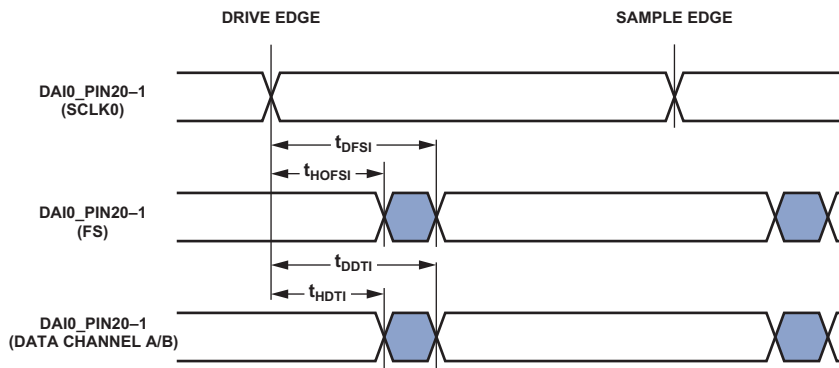 DRIVE EDGE
SAMPLE EDGE
DAI0_PIN20–1
(SCLK0)
tDFSI
tHOFSI
DAI0_PIN20–1
(FS)
tDDTI
tHDTI
DAI0_PIN20–1
(DATA CHANNEL A/B)